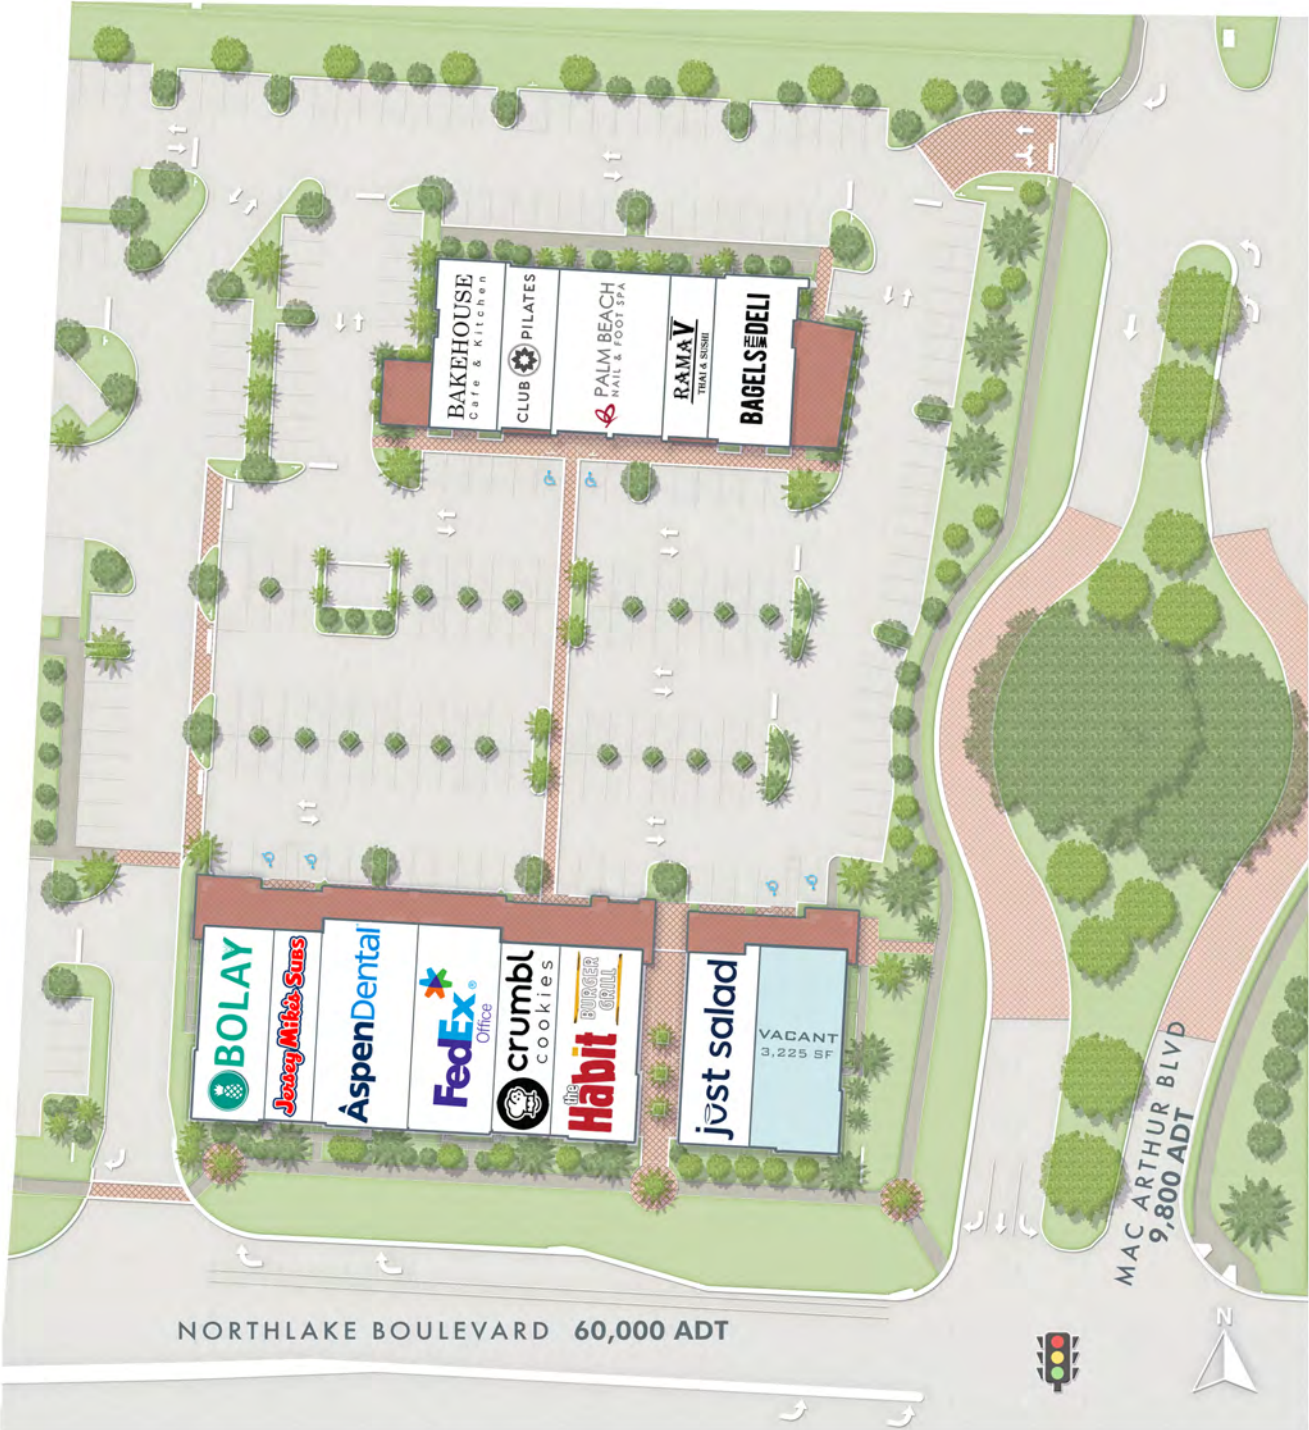 BAKEHOUSE
Cafe & Kitchen
CLUB PILATES
PALM BEACH
NAIL & FOOT SPA
RAMA V
THAI & SUSHI
BAGELS THE DELI
BOLAY
Jersey Mike's SUBS
AspenDental
FedEx®
Office
crumbl
cookies
the
Habit
BURGER
GRILL
just salad
VACANT
3,225 SF
MAC ARTHUR BLVD
9,800 ADT
NORTHLAKE BOULEVARD 60,000 ADT
N